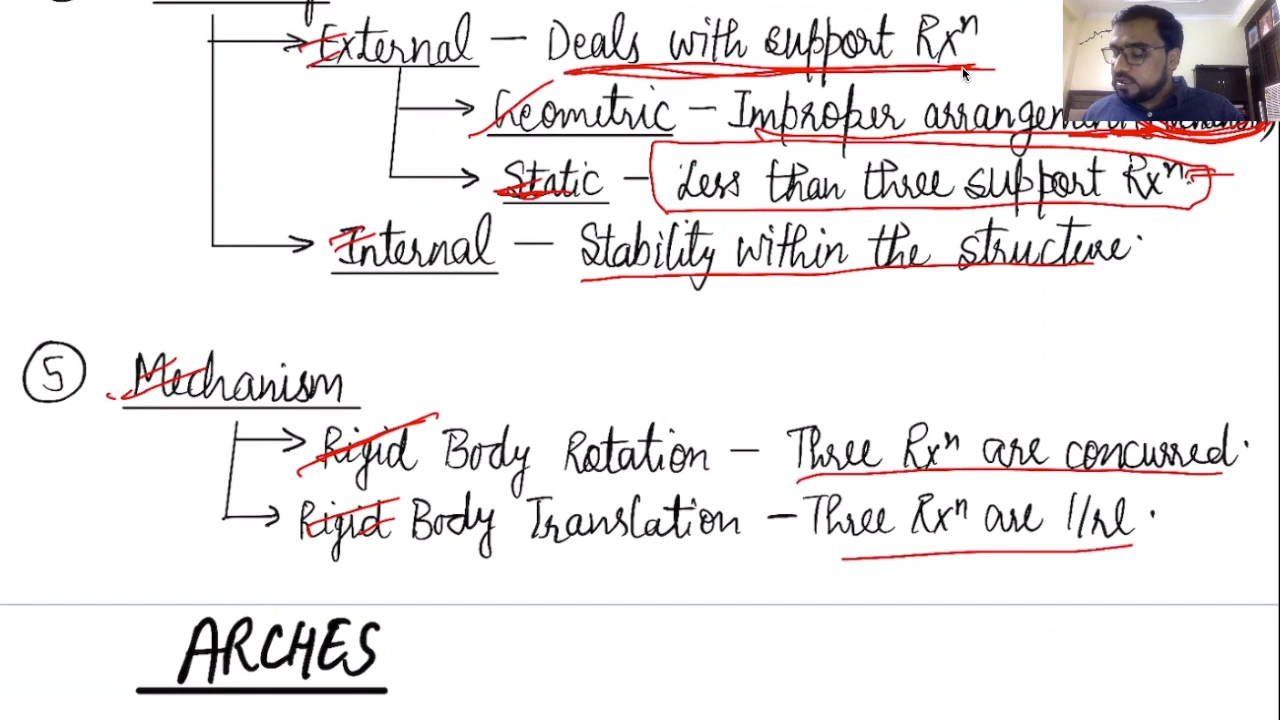 External - Deals with support Rxⁿ
Geometric - Improper
Static - Less than three support Rxⁿ.
Internal - Stability within the structure.
5 Mechanism
Rigid Body Rotation - Three Rxⁿ are concurred.
Rigid Body Translation - Three Rxⁿ are //rl.
ARCHES